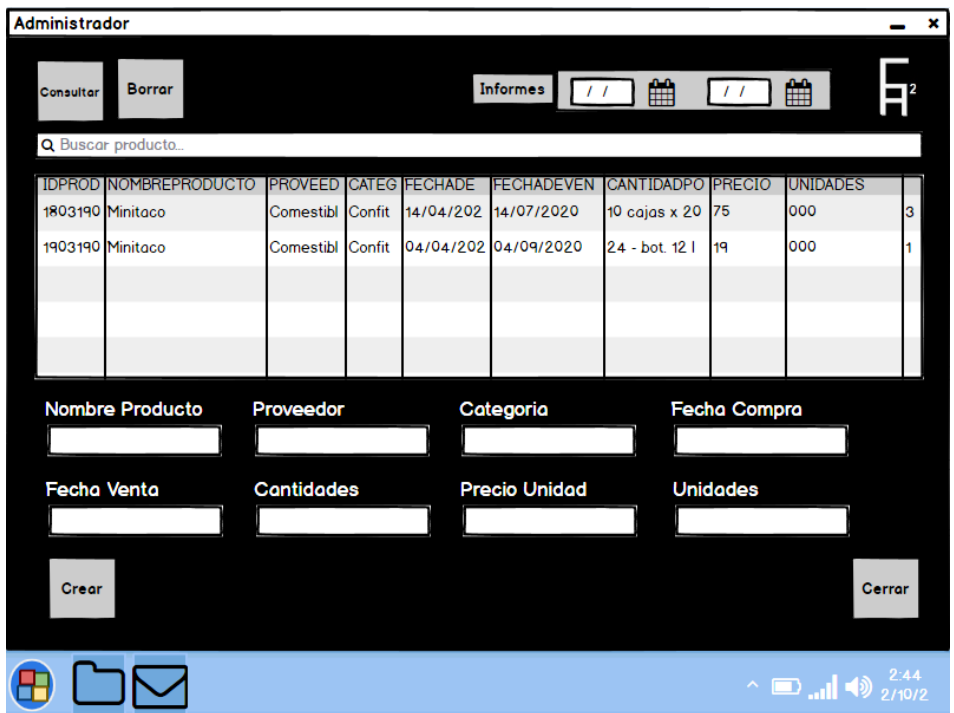 Administrador
Consultar Borrar Informes / / / /
FA²
Buscar producto...
IDPROD NOMBREPRODUCTO PROVEED CATEG FECHADE FECHADEVEN CANTIDADPO PRECIO UNIDADES
1803190 Minitaco Comestibl Confit 14/04/202 14/07/2020 10 cajas x 20 75 000 3
1903190 Minitaco Comestibl Confit 04/04/202 04/09/2020 24 - bot. 12 l 19 000 1
Nombre Producto Proveedor Categoria Fecha Compra
Fecha Venta Cantidades Precio Unidad Unidades
Crear Cerrar
2:44
2/10/2